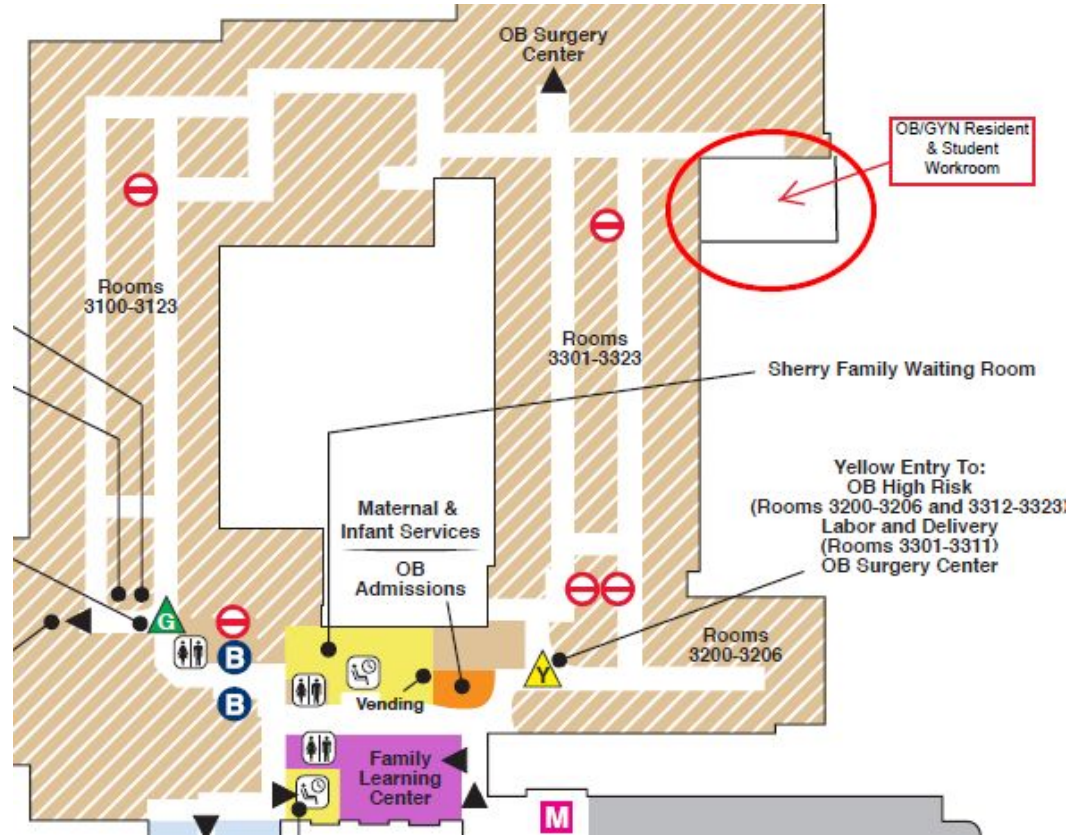 OB Surgery
Center
OB/GYN Resident
& Student
Workroom
Rooms
3100-3123
Rooms
3301-3323
Sherry Family Waiting Room
Yellow Entry To:
OB High Risk
(Rooms 3200-3206 and 3312-3323)
Labor and Delivery
(Rooms 3301-3311)
OB Surgery Center
Maternal &
Infant Services
OB
Admissions
G
B
B
Y
Rooms
3200-3206
Vending
Family
Learning
Center
M